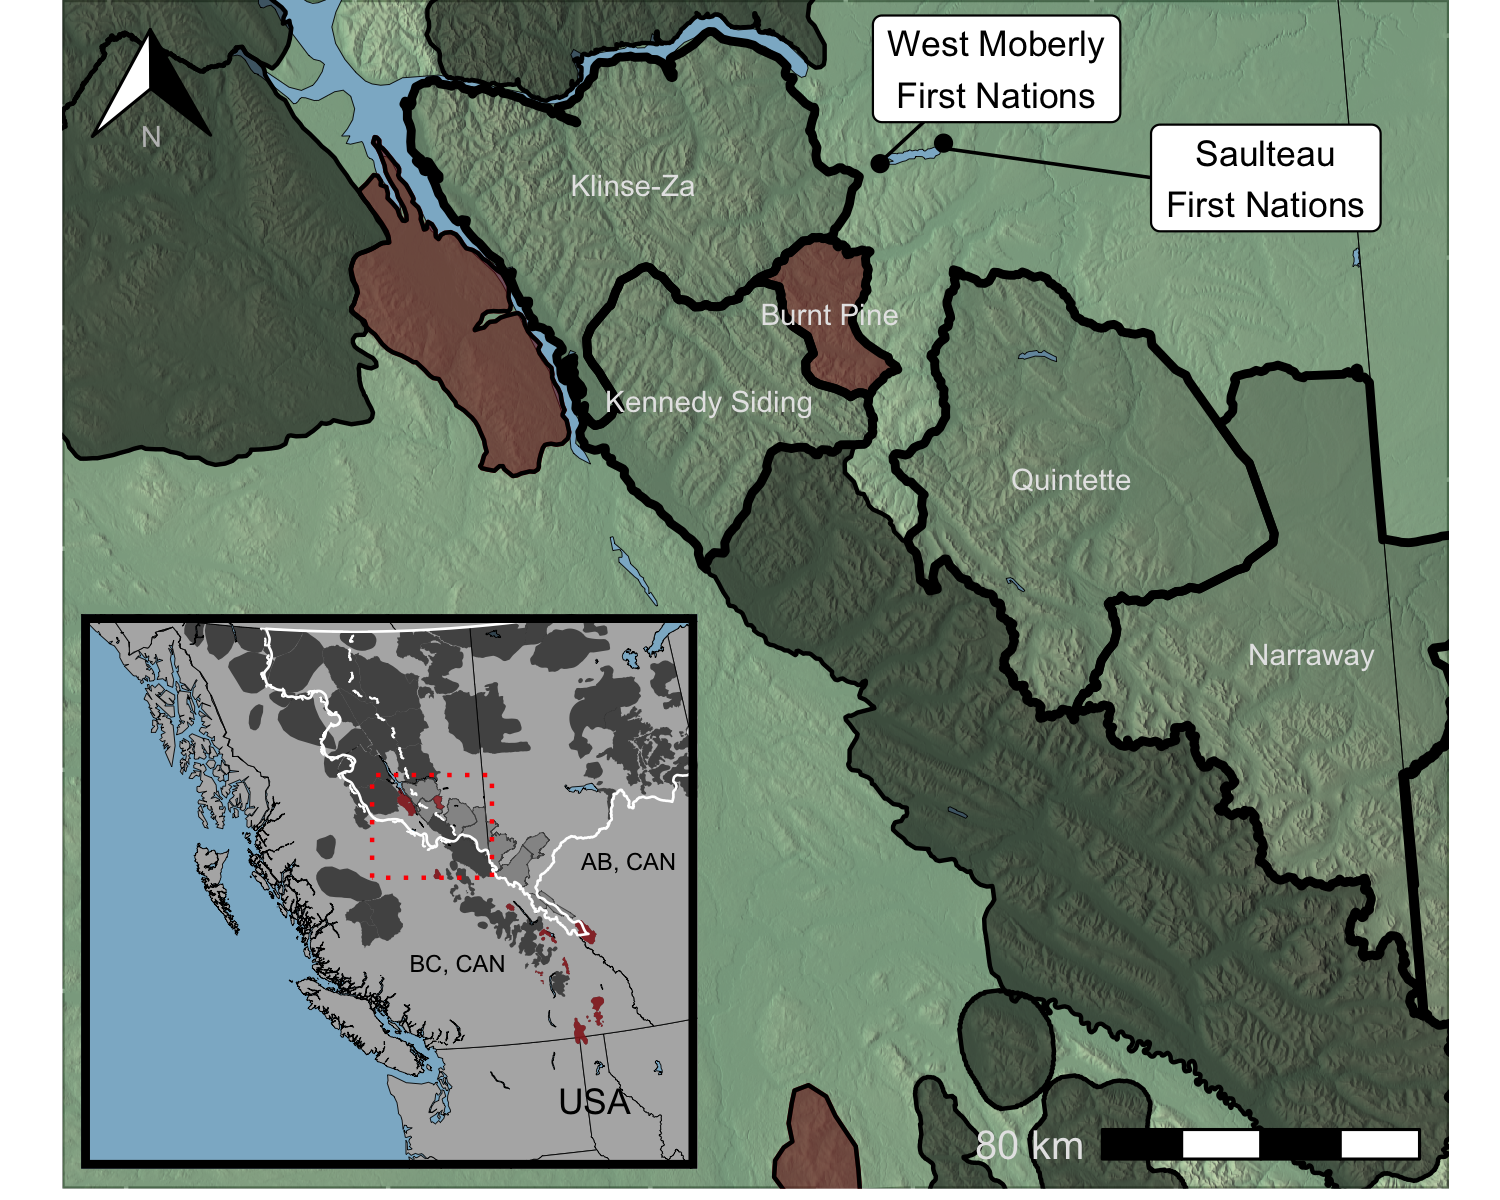 West Moberly
First Nations
Saulteau
First Nations
N
Klinse-Za
Burnt Pine
Kennedy Siding
Quintette
Narraway
AB, CAN
BC, CAN
USA
80 km